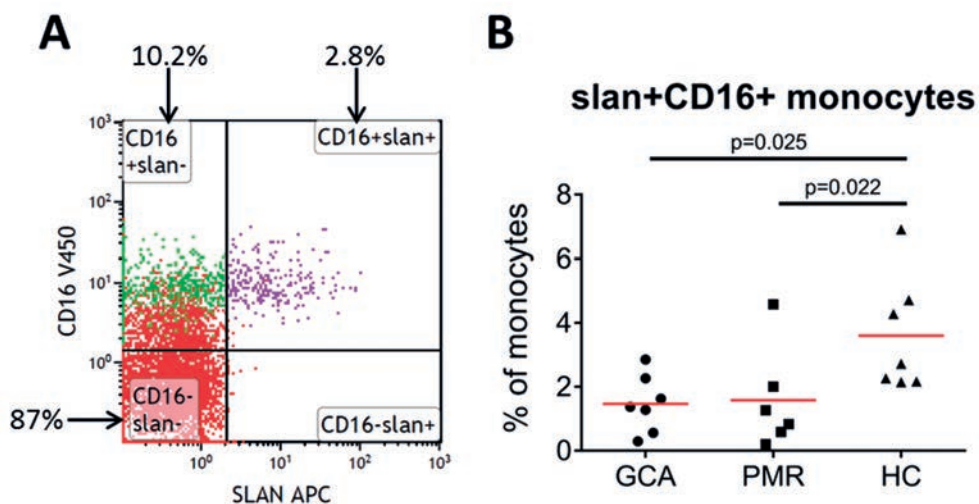 A
10.2%
2.8%
10³
CD16
+slan-
CD16+slan+
10²
CD16 V450
10¹
10⁰
87%
CD16-
slan-
CD16-slan+
10⁰
10¹
10²
10³
SLAN APC
B
slan+CD16+ monocytes
p=0.025
p=0.022
8
6
4
2
0
% of monocytes
GCA
PMR
HC